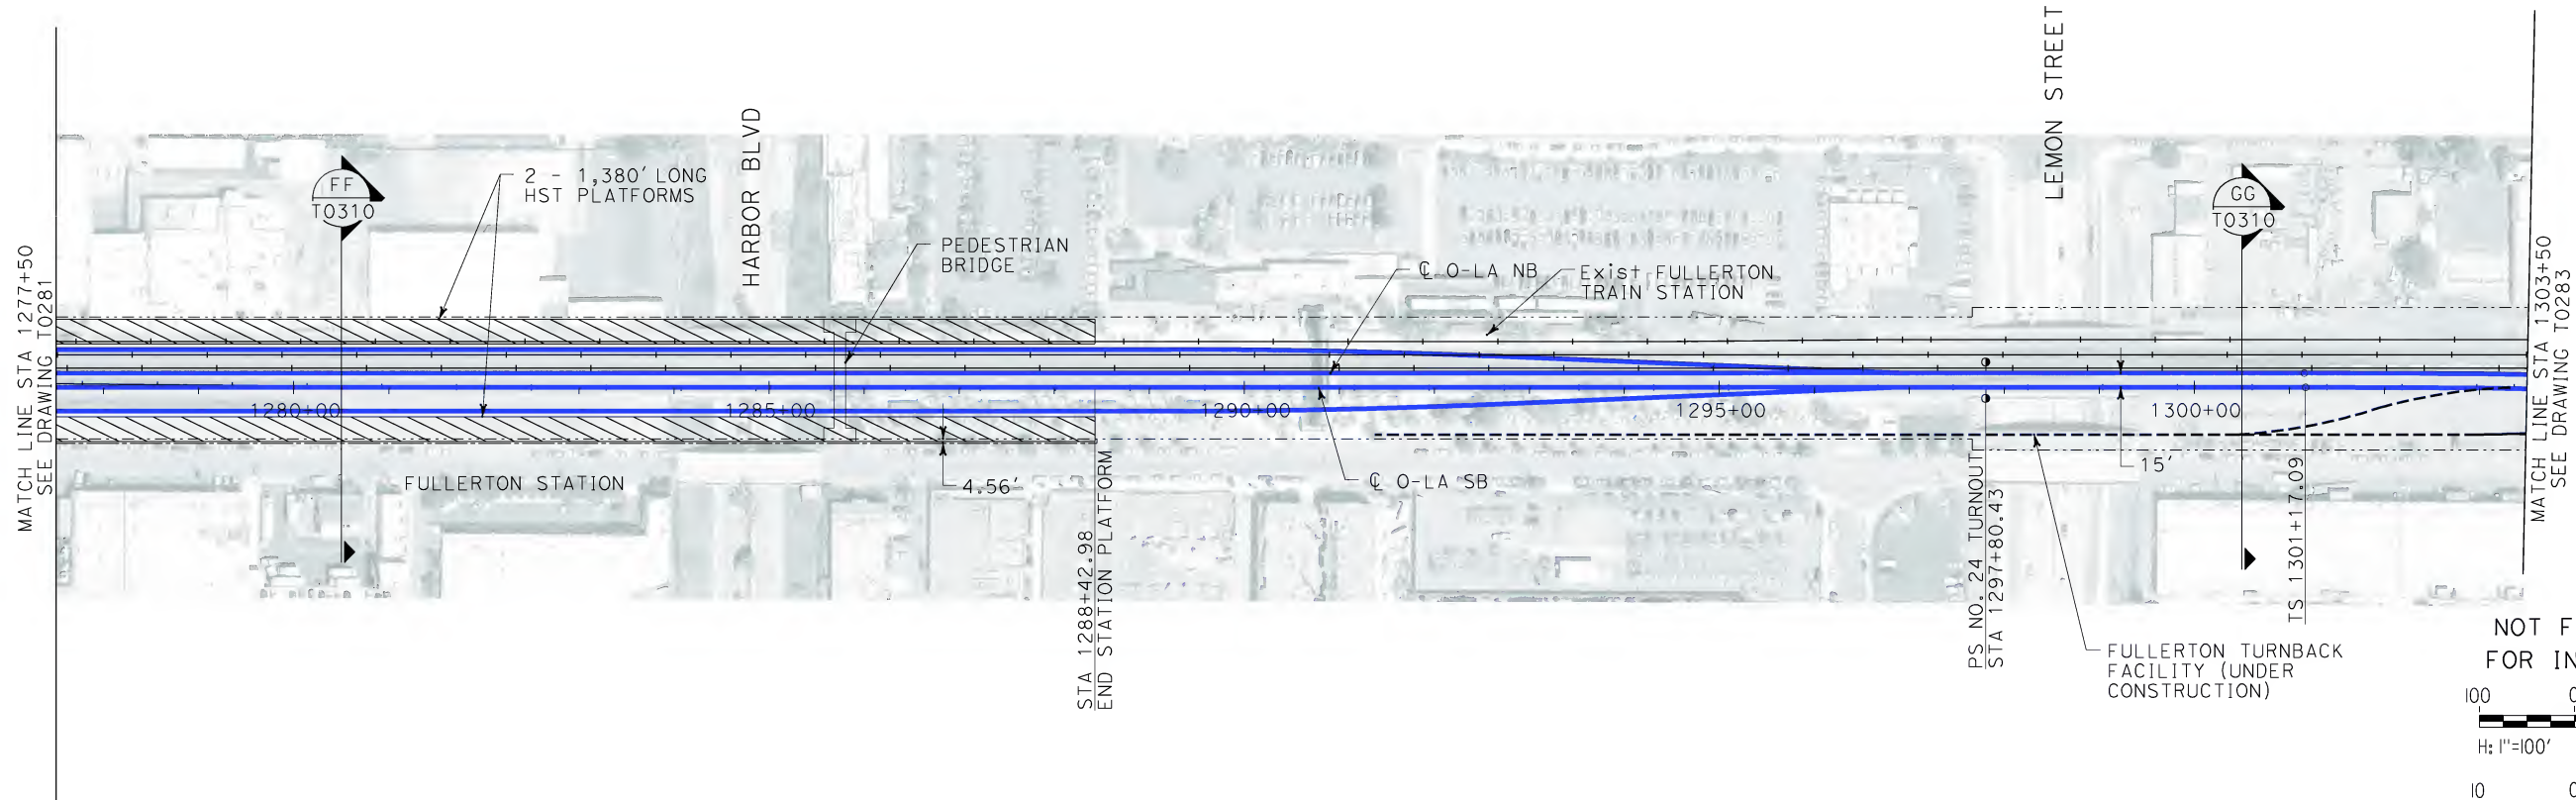 MATCH LINE STA 1277+50
SEE DRAWING T0281
FF
T0310
2 - 1,380' LONG
HST PLATFORMS
HARBOR BLVD
PEDESTRIAN
BRIDGE
℄ O-LA NB
Exist FULLERTON
TRAIN STATION
LEMON STREET
GG
T0310
MATCH LINE STA 1303+50
SEE DRAWING T0283
1280+00
1285+00
1290+00
1295+00
1300+00
FULLERTON STATION
4.56'
℄ O-LA SB
15'
STA 1288+42.98
END STATION PLATFORM
PS NO. 24 TURNOUT
STA 1297+80.43
TS 1301+17.09
FULLERTON TURNBACK
FACILITY (UNDER
CONSTRUCTION)
NOT F
FOR IN
100 0
H: 1"=100'
10 0